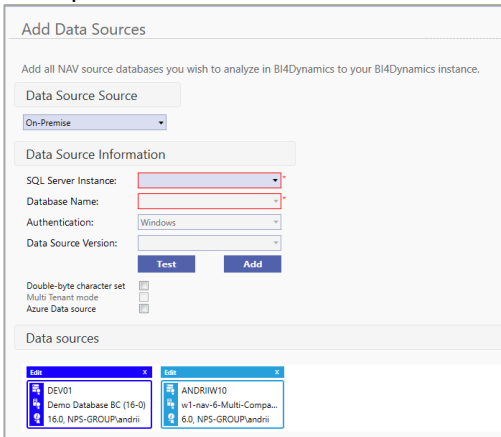 Add Data Sources
Add all NAV source databases you wish to analyze in BI4Dynamics to your BI4Dynamics instance.
Data Source Source
On-Premise
Data Source Information
SQL Server Instance: *
Database Name: *
Authentication: Windows
Data Source Version:
Test Add
Double-byte character set
Multi Tenant mode
Azure Data source
Data sources
Edit X Edit X
DEV01 ANDRIIW10
Demo Database BC (16-0) w1-nav-6-Multi-Compa...
16.0, NPS-GROUP\andrii 6.0, NPS-GROUP\andrii